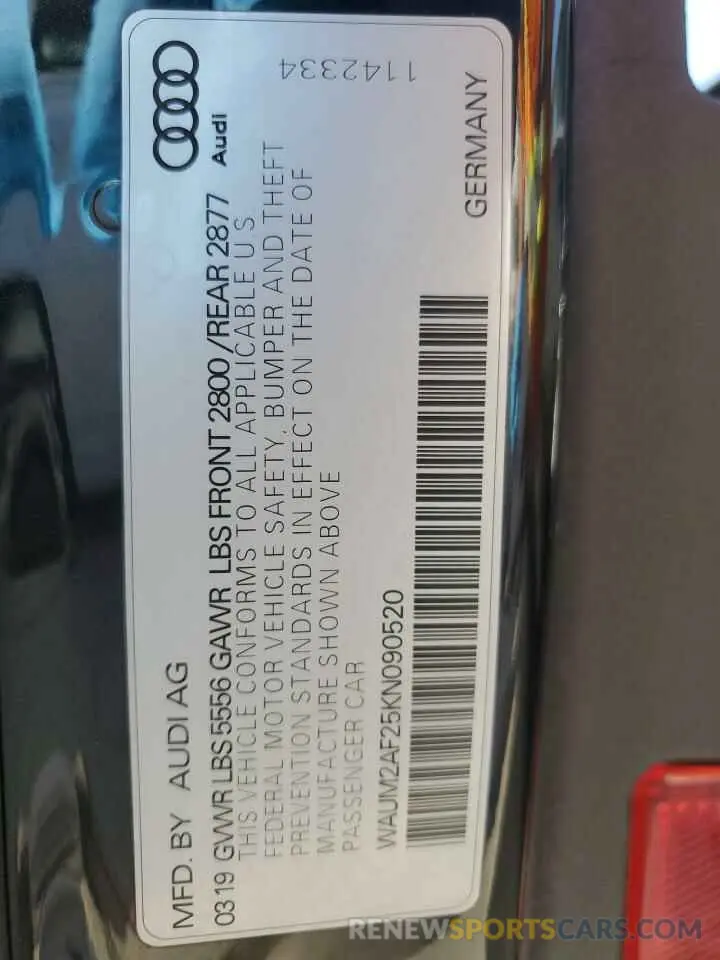 MFD. BY AUDI AG
Audi
0319 GVWR LBS 5556 GAWR LBS FRONT 2800/REAR 2877
THIS VEHICLE CONFORMS TO ALL APPLICABLE U S
FEDERAL MOTOR VEHICLE SAFETY, BUMPER AND THEFT
PREVENTION STANDARDS IN EFFECT ON THE DATE OF
MANUFACTURE SHOWN ABOVE
PASSENGER CAR
1142334
WAUM2AF25KN090520
GERMANY
RENEWSPORTSCARS.COM